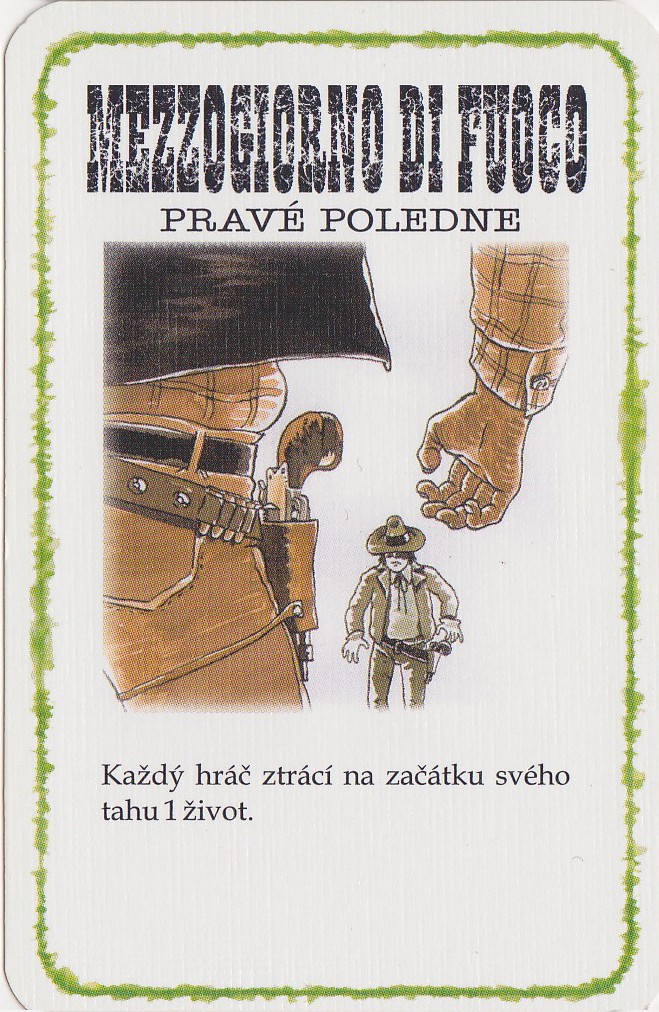 MEZZOGIORNO DI FUOCO
PRAVÉ POLEDNE
Každý hráč ztrácí na začátku svého
tahu 1 život.